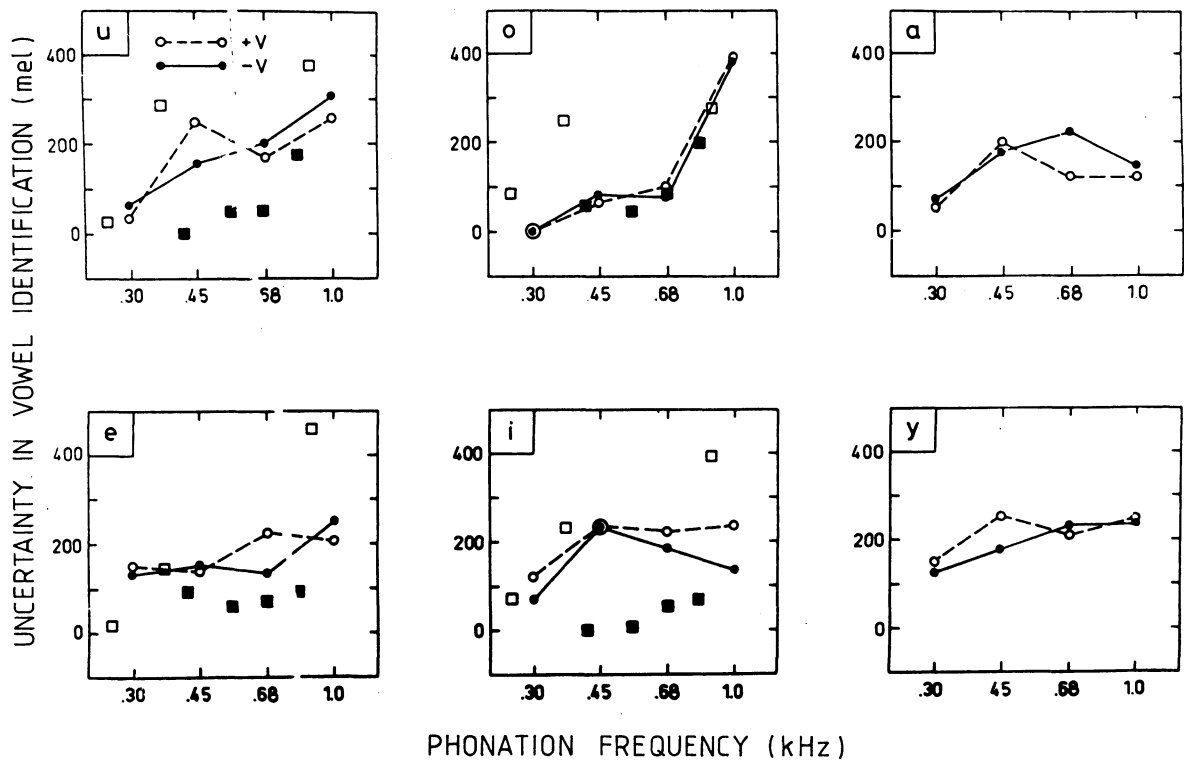 UNCERTAINTY. IN VOWEL IDENTIFICATION (mel)
u
+V
-V
400
200
0
.30 .45 58 1.0
o
400
200
0
.30 .45 .68 1.0
a
400
200
0
.30 .45 .68 1.0
e
400
200
0
.30 .45 .68 1.0
i
400
200
0
.30 .45 .68 1.0
y
400
200
0
.30 45 .68 1.0
PHONATION FREQUENCY (kHz)